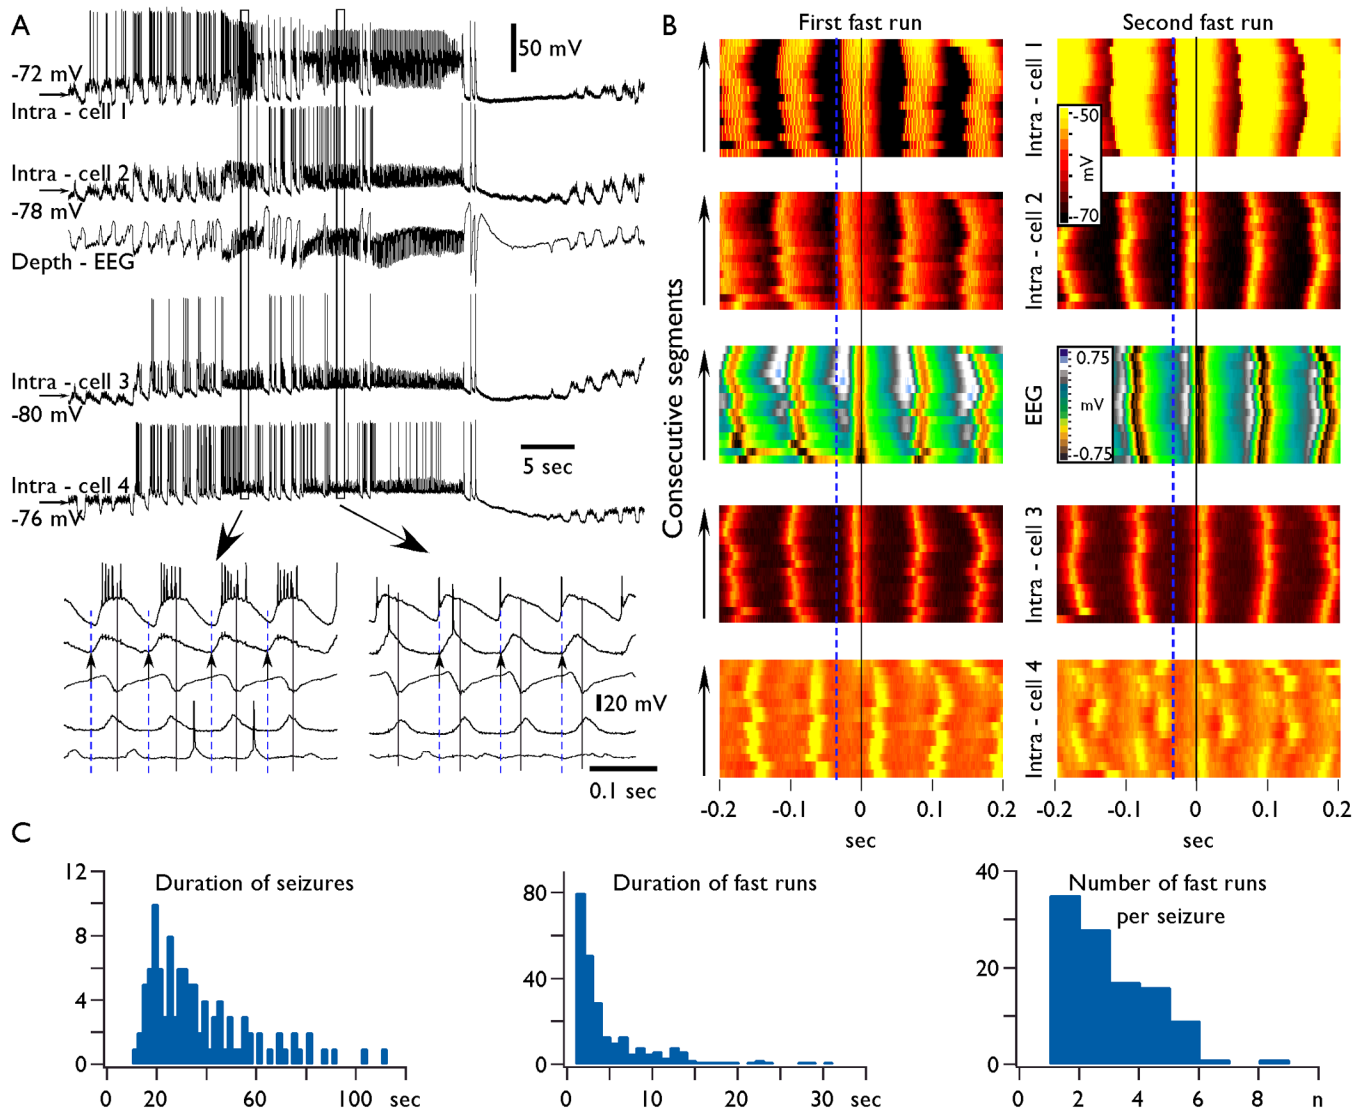 A
50 mV
-72 mV
Intra - cell 1
Intra - cell 2
-78 mV
Depth - EEG
Intra - cell 3
-80 mV
5 sec
Intra - cell 4
-76 mV
20 mV
0.1 sec
B
First fast run
Second fast run
Consecutive segments
Intra - cell 1
-50
mV
-70
Intra - cell 2
EEG
0.75
mV
-0.75
Intra - cell 3
Intra - cell 4
-0.2 -0.1 0 0.1 0.2
sec
-0.2 -0.1 0 0.1 0.2
sec
C
Duration of seizures
12
8
4
0
0 20 60 100 sec
Duration of fast runs
80
40
0
0 10 20 30 sec
Number of fast runs
per seizure
40
20
0
0 2 4 6 8 n